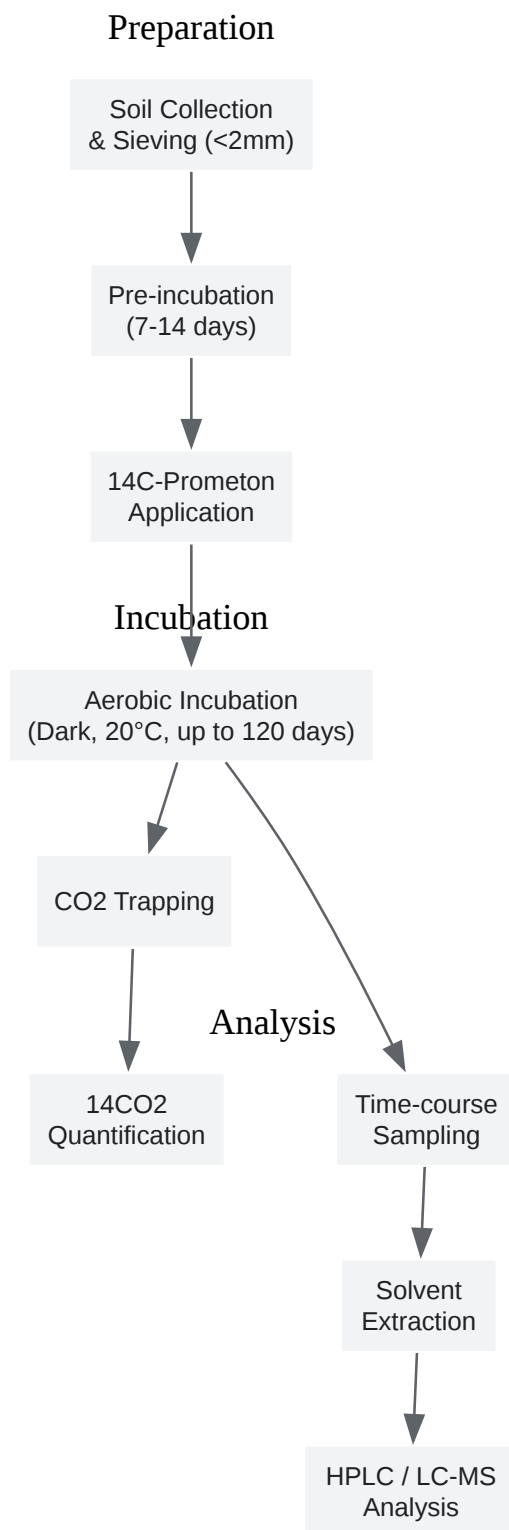 Preparation
Soil Collection
& Sieving (<2mm)
Pre-incubation
(7-14 days)
14C-Prometon
Application
Incubation
Aerobic Incubation
(Dark, 20°C, up to 120 days)
CO2 Trapping
Analysis
14CO2
Quantification
Time-course
Sampling
Solvent
Extraction
HPLC / LC-MS
Analysis